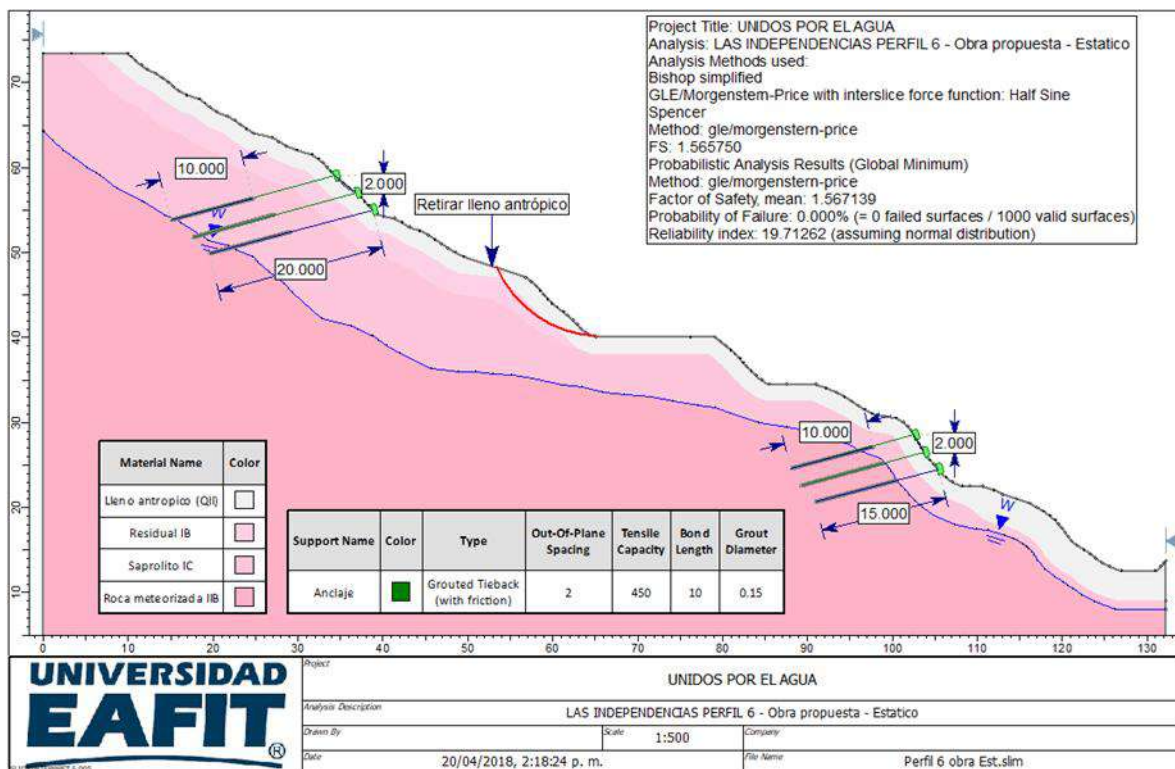 Project Title: UNIDOS POR EL AGUA
Analysis: LAS INDEPENDENCIAS PERFIL 6 - Obra propuesta - Estatico
Analysis Methods used:
Bishop simplified
GLE/Morgenstern-Price with interslice force function: Half Sine
Spencer
Method: gle/morgenstern-price
FS: 1.565750
Probabilistic Analysis Results (Global Minimum)
Method: gle/morgenstern-price
Factor of Safety, mean: 1.567139
Probability of Failure: 0.000% (= 0 failed surfaces / 1000 valid surfaces)
Reliability index: 19.71262 (assuming normal distribution)
70
60
50
40
30
20
10
10.000
2.000
W
20.000
Retirar lleno antrópico
10.000
2.000
15.000
W
Material Name Color
Lleno antropico (Qll)
Residual IB
Saprolito IC
Roca meteorizada IIB
Support Name Color Type Out-Of-Plane Spacing Tensile Capacity Bond Length Grout Diameter
Anclaje Grouted Tieback (with friction) 2 450 10 0.15
0 10 20 30 40 50 60 70 80 90 100 110 120 130
UNIVERSIDAD
EAFIT
®
Project
UNIDOS POR EL AGUA
Analysis Description
LAS INDEPENDENCIAS PERFIL 6 - Obra propuesta - Estatico
Drawn By
Scale 1:500
Company
Date 20/04/2018, 2:18:24 p. m.
File Name Perfil 6 obra Est.slim